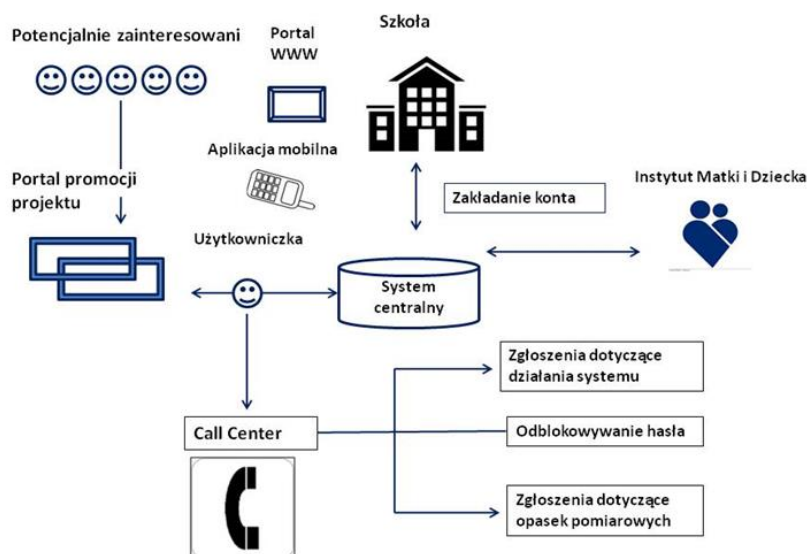 Potencjalnie zainteresowani
Portal
WWW
Szkoła
Aplikacja mobilna
Portal promocji
projektu
Zakładanie konta
Instytut Matki i Dziecka
Użytkowniczka
System
centralny
Zgłoszenia dotyczące
działania systemu
Call Center
Odblokowywanie hasła
Zgłoszenia dotyczące
opasek pomiarowych